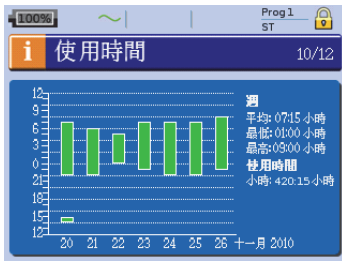 100%
Prog 1
ST
i 使用時間 10/12
週
平均: 07:15 小時
最低: 01:00 小時
最高: 09:00 小時
使用時間
小時: 420:15 小時
12
9
6
3
0
21
18
15
12
20 21 22 23 24 25 26 十一月 2010